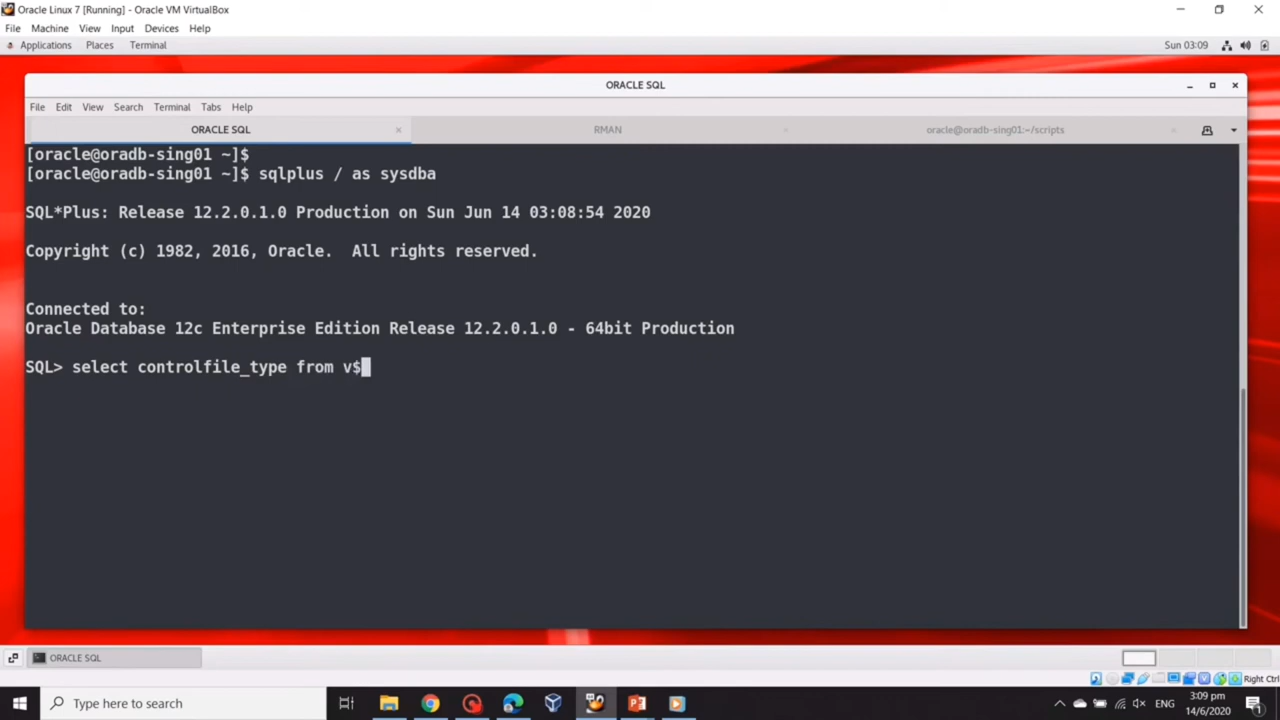 Oracle Linux 7 [Running] - Oracle VM VirtualBox
File Machine View Input Devices Help
Applications Places Terminal Sun 03:09
ORACLE SQL
File Edit View Search Terminal Tabs Help
ORACLE SQL RMAN oracle@oradb-sing01:~/scripts
[oracle@oradb-sing01 ~]$
[oracle@oradb-sing01 ~]$ sqlplus / as sysdba
SQL*Plus: Release 12.2.0.1.0 Production on Sun Jun 14 03:08:54 2020
Copyright (c) 1982, 2016, Oracle. All rights reserved.
Connected to:
Oracle Database 12c Enterprise Edition Release 12.2.0.1.0 - 64bit Production
SQL> select controlfile_type from v$
ORACLE SQL
Right Ctrl
Type here to search
ENG
3:09 pm
14/6/2020
1